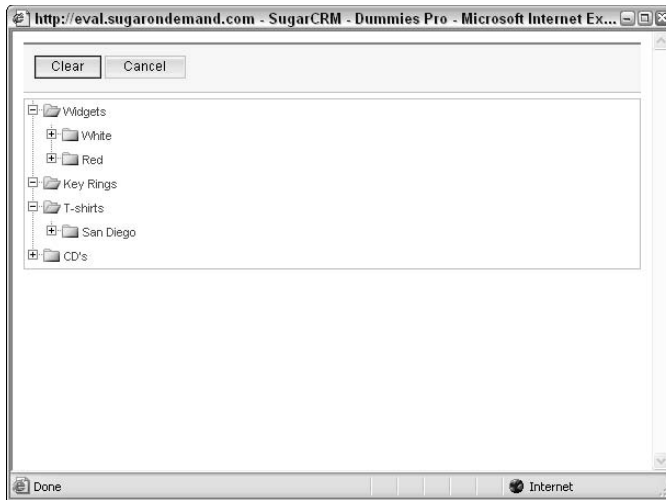 http://eval.sugarondemand.com - SugarCRM - Dummies Pro - Microsoft Internet Ex...
Clear Cancel
Widgets
White
Red
Key Rings
T-shirts
San Diego
CD's
Done Internet